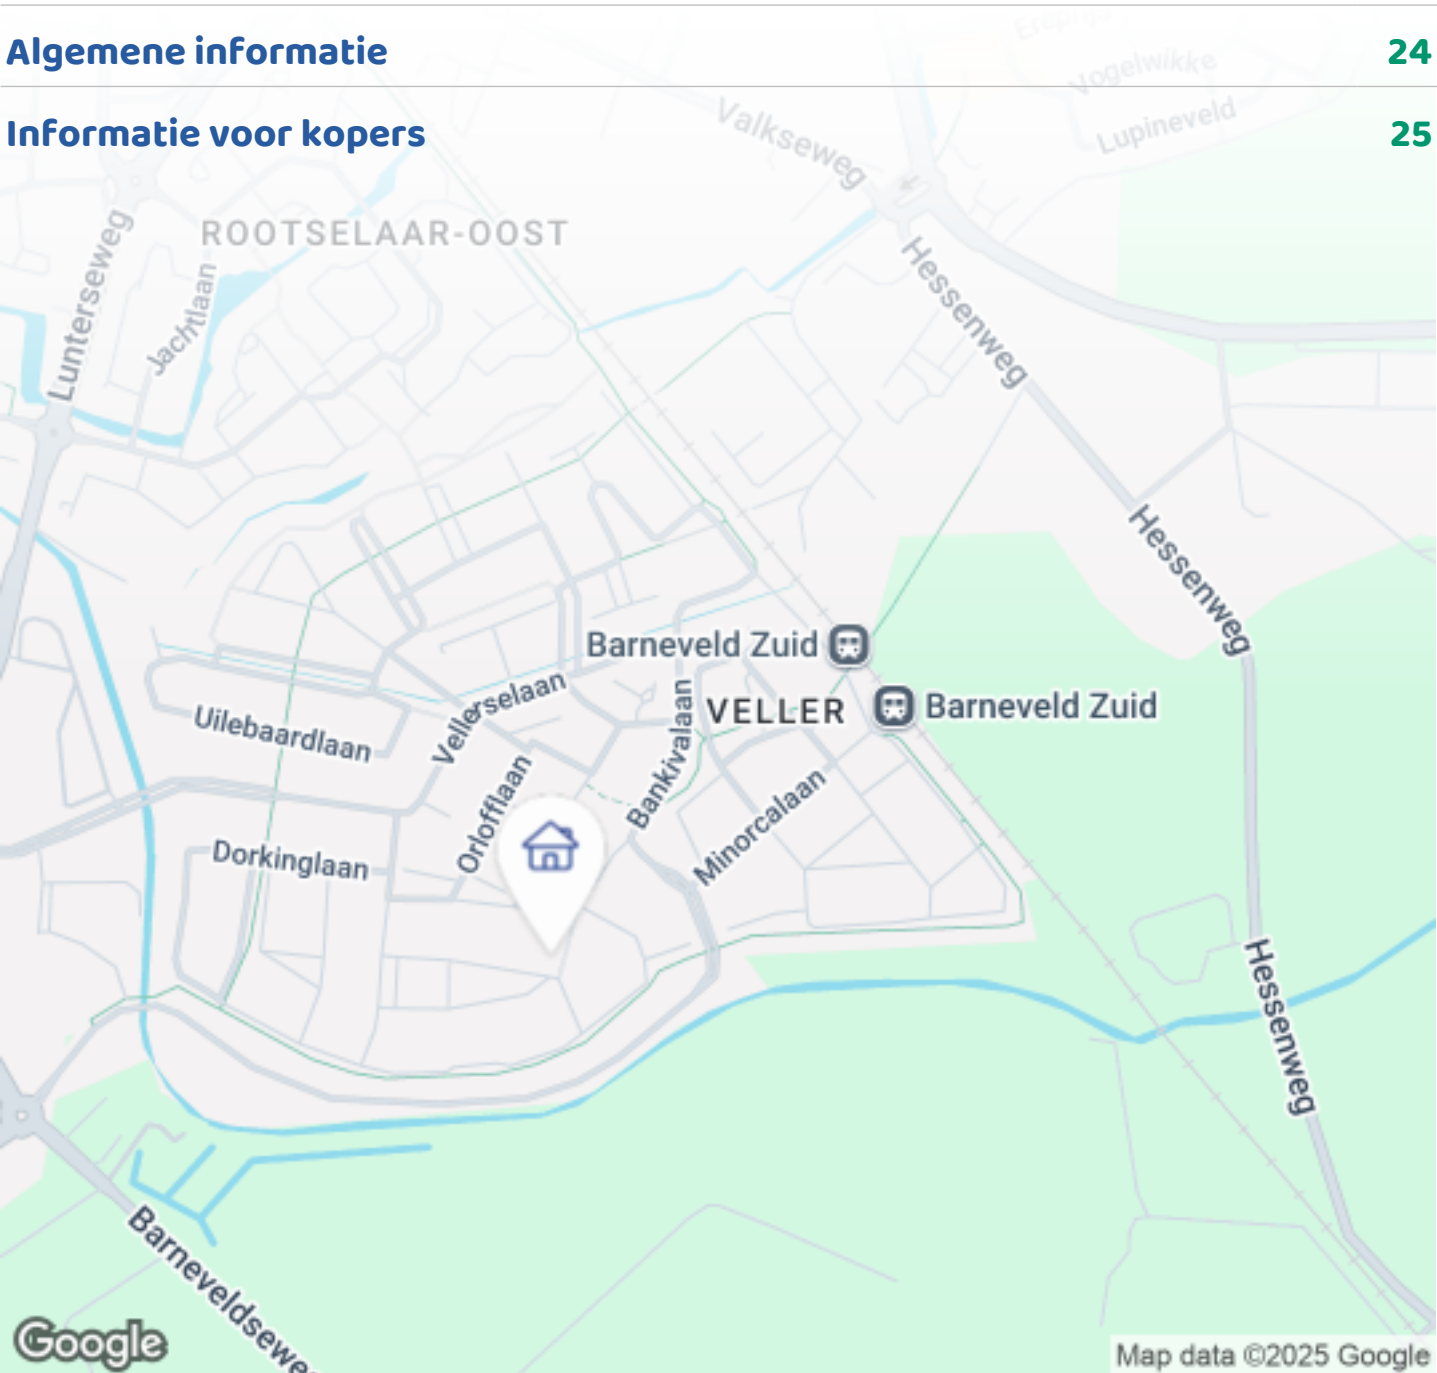 Algemene informatie 24
Informatie voor kopers 25
Ereprijs
Vogelwikke
Lupineveld
Valkseweg
ROOTSELAAR-OOST
Lunterseweg
Jachtlaan
Hessenweg
Hessenweg
Barneveld Zuid
VELLER
Barneveld Zuid
Uilebaardlaan
Vellerselaan
Bankivalaan
Orlofflaan
Minorcalaan
Dorkinglaan
Hessenweg
Barneveldseweg
Google
Map data ©2025 Google